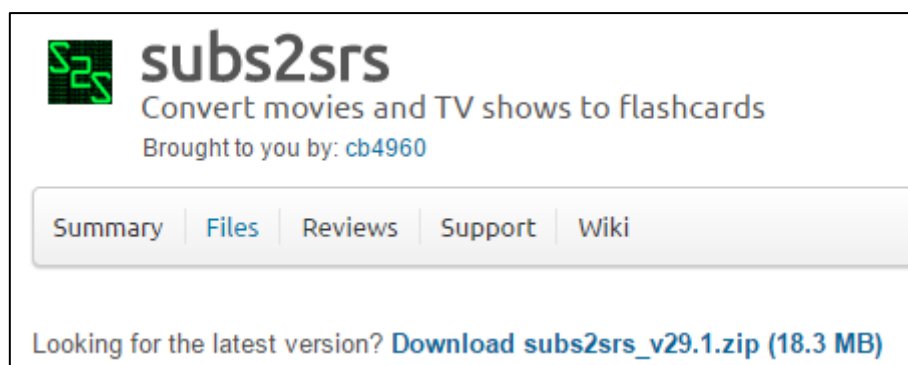 S2S
subs2srs
Convert movies and TV shows to flashcards
Brought to you by: cb4960
Summary Files Reviews Support Wiki
Looking for the latest version? Download subs2srs_v29.1.zip (18.3 MB)